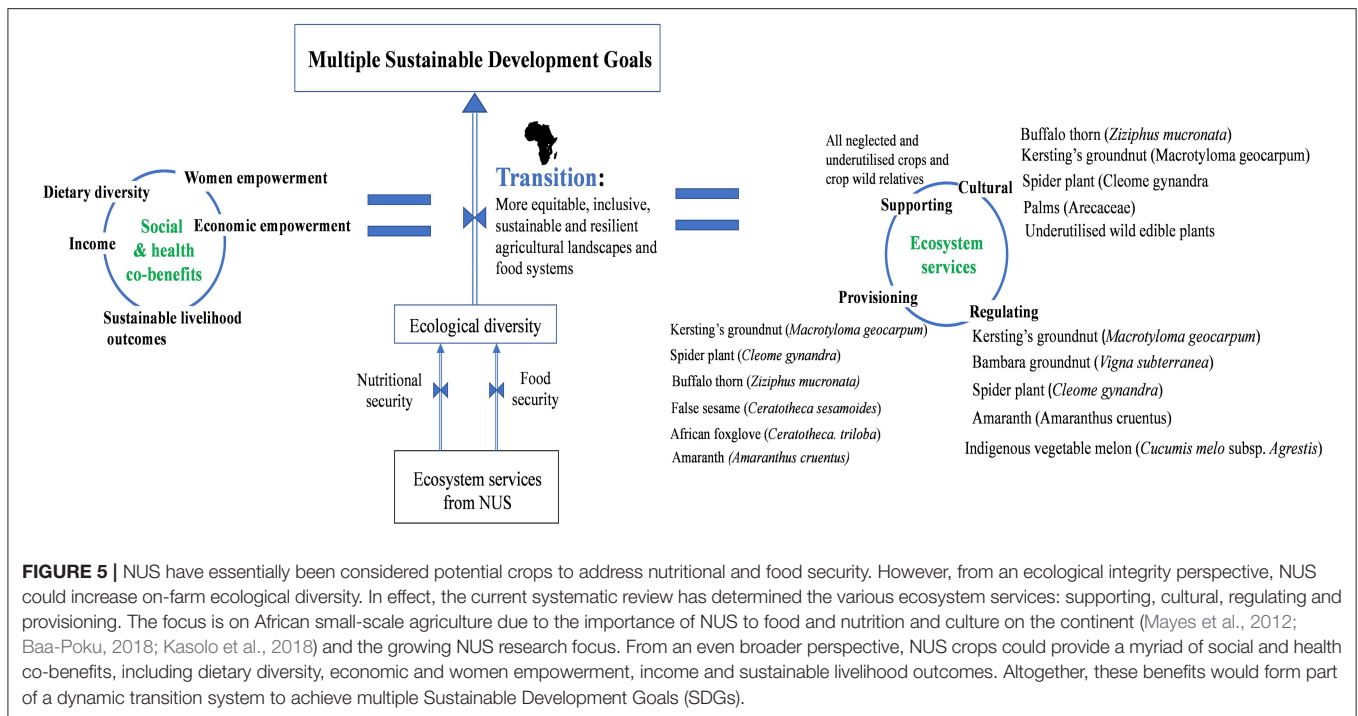 Multiple Sustainable Development Goals
Dietary diversity
Women empowerment
Income
Social
& health
co-benefits
Economic empowerment
Sustainable livelihood
outcomes
Transition:
More equitable, inclusive,
sustainable and resilient
agricultural landscapes and
food systems
Ecological diversity
Nutritional
security
Food
security
Ecosystem services
from NUS
All neglected and
underutilised crops and
crop wild relatives
Supporting
Cultural
Ecosystem
services
Provisioning
Regulating
Buffalo thorn (Ziziphus mucronata)
Kersting's groundnut (Macrotyloma geocarpum)
Spider plant (Cleome gynandra
Palms (Arecaceae)
Underutilised wild edible plants
Kersting's groundnut (Macrotyloma geocarpum)
Spider plant (Cleome gynandra)
Buffalo thorn (Ziziphus mucronata)
False sesame (Ceratotheca sesamoides)
African foxglove (Ceratotheca. triloba)
Amaranth (Amaranthus cruentus)
Kersting's groundnut (Macrotyloma geocarpum)
Bambara groundnut (Vigna subterranea)
Spider plant (Cleome gynandra)
Amaranth (Amaranthus cruentus)
Indigenous vegetable melon (Cucumis melo subsp. Agrestis)
FIGURE 5 | NUS have essentially been considered potential crops to address nutritional and food security. However, from an ecological integrity perspective, NUS
could increase on-farm ecological diversity. In effect, the current systematic review has determined the various ecosystem services: supporting, cultural, regulating and
provisioning. The focus is on African small-scale agriculture due to the importance of NUS to food and nutrition and culture on the continent (Mayes et al., 2012;
Baa-Poku, 2018; Kasolo et al., 2018) and the growing NUS research focus. From an even broader perspective, NUS crops could provide a myriad of social and health
co-benefits, including dietary diversity, economic and women empowerment, income and sustainable livelihood outcomes. Altogether, these benefits would form part
of a dynamic transition system to achieve multiple Sustainable Development Goals (SDGs).